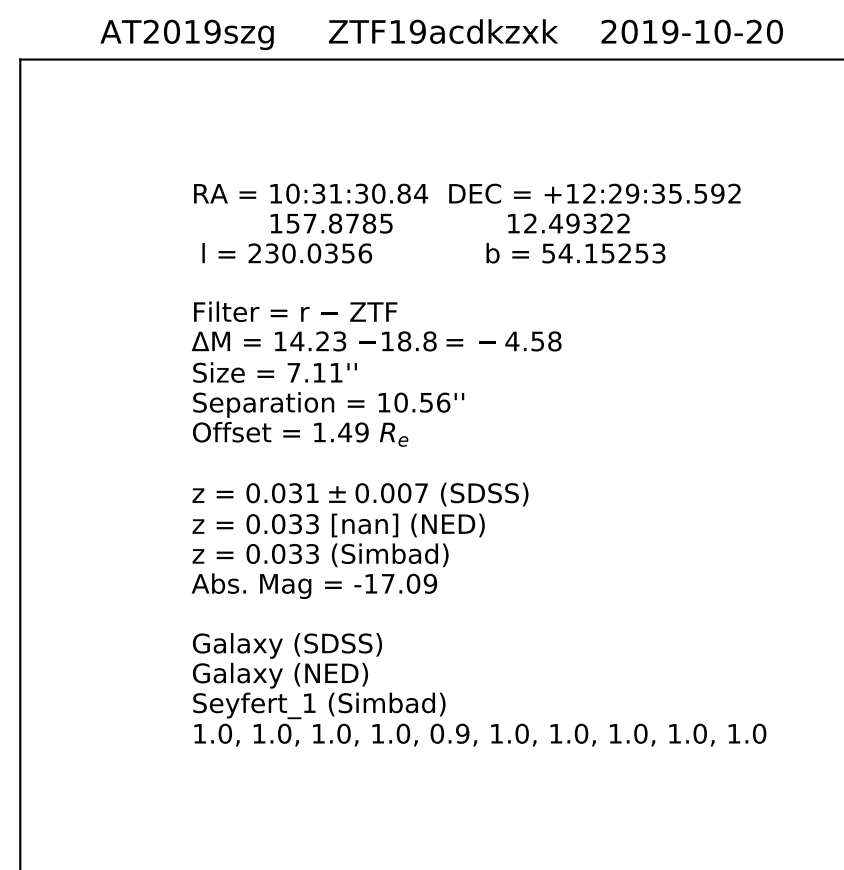 AT2019szg ZTF19acdkzxk 2019-10-20
RA = 10:31:30.84 DEC = +12:29:35.592
157.8785 12.49322
l = 230.0356 b = 54.15253
Filter = r − ZTF
ΔM = 14.23 −18.8 = − 4.58
Size = 7.11''
Separation = 10.56''
Offset = 1.49 Rₑ
z = 0.031 ± 0.007 (SDSS)
z = 0.033 [nan] (NED)
z = 0.033 (Simbad)
Abs. Mag = -17.09
Galaxy (SDSS)
Galaxy (NED)
Seyfert_1 (Simbad)
1.0, 1.0, 1.0, 1.0, 0.9, 1.0, 1.0, 1.0, 1.0, 1.0